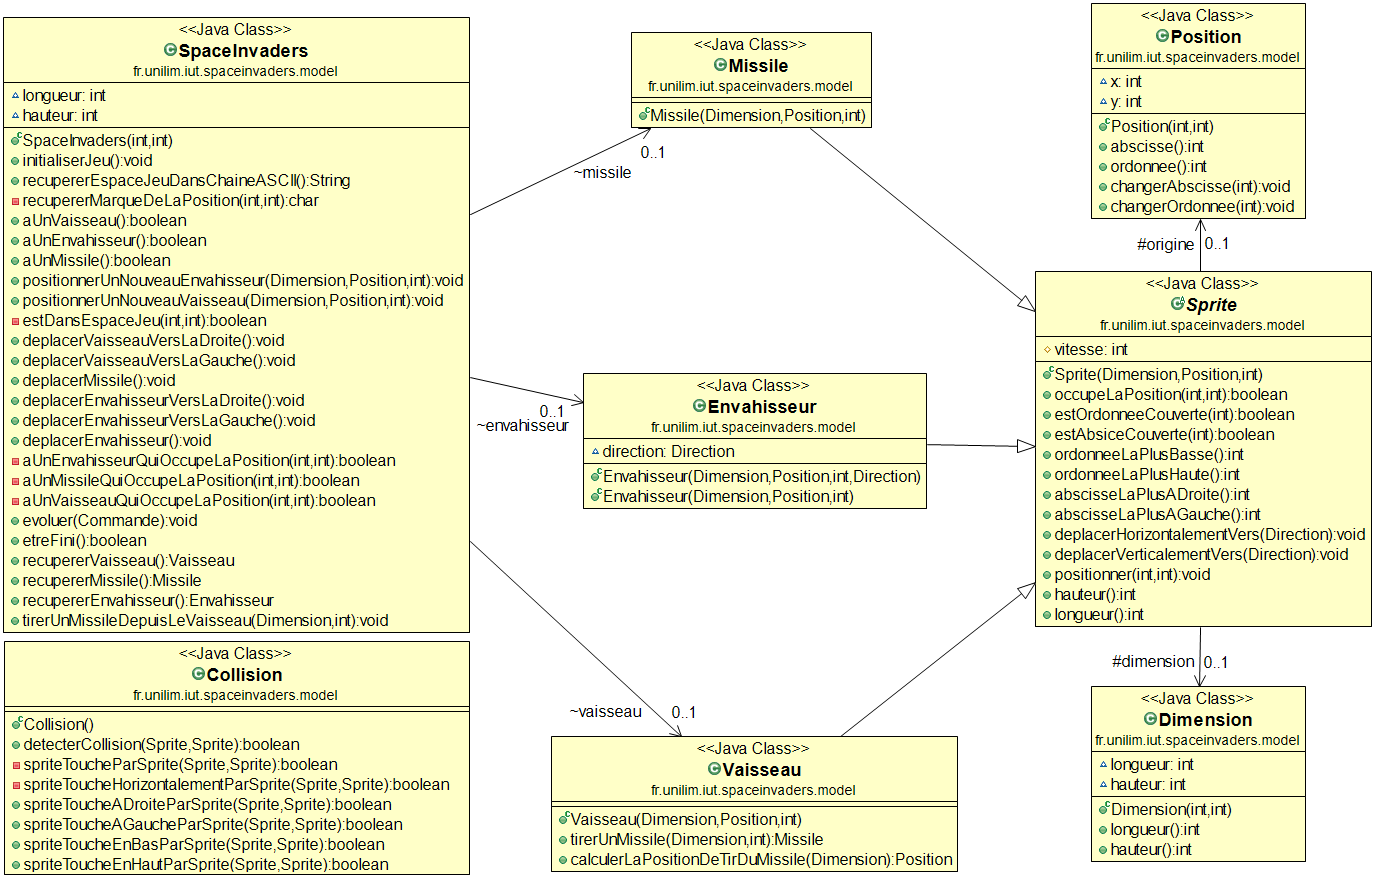 <<Java Class>>
SpaceInvaders
fr.unilim.iut.spaceinvaders.model
longueur: int
hauteur: int
SpaceInvaders(int,int)
initialiserJeu():void
recupererEspaceJeuDansChaineASCII():String
recupererMarqueDeLaPosition(int,int):char
aUnVaisseau():boolean
aUnEnvahisseur():boolean
aUnMissile():boolean
positionnerUnNouveauEnvahisseur(Dimension,Position,int):void
positionnerUnNouveauVaisseau(Dimension,Position,int):void
estDansEspaceJeu(int,int):boolean
deplacerVaisseauVersLaDroite():void
deplacerVaisseauVersLaGauche():void
deplacerMissile():void
deplacerEnvahisseurVersLaDroite():void
deplacerEnvahisseurVersLaGauche():void
deplacerEnvahisseur():void
aUnEnvahisseurQuiOccupeLaPosition(int,int):boolean
aUnMissileQuiOccupeLaPosition(int,int):boolean
aUnVaisseauQuiOccupeLaPosition(int,int):boolean
evoluer(Commande):void
etreFini():boolean
recupererVaisseau():Vaisseau
recupererMissile():Missile
recupererEnvahisseur():Envahisseur
tirerUnMissileDepuisLeVaisseau(Dimension,int):void
<<Java Class>>
Collision
fr.unilim.iut.spaceinvaders.model
Collision()
detecterCollision(Sprite,Sprite):boolean
spriteToucheParSprite(Sprite,Sprite):boolean
spriteToucheHorizontalementParSprite(Sprite,Sprite):boolean
spriteToucheADroiteParSprite(Sprite,Sprite):boolean
spriteToucheAGaucheParSprite(Sprite,Sprite):boolean
spriteToucheEnBasParSprite(Sprite,Sprite):boolean
spriteToucheEnHautParSprite(Sprite,Sprite):boolean
<<Java Class>>
Missile
fr.unilim.iut.spaceinvaders.model
Missile(Dimension,Position,int)
0..1
~missile
<<Java Class>>
Envahisseur
fr.unilim.iut.spaceinvaders.model
direction: Direction
Envahisseur(Dimension,Position,int,Direction)
Envahisseur(Dimension,Position,int)
0..1
~envahisseur
~vaisseau
0..1
<<Java Class>>
Vaisseau
fr.unilim.iut.spaceinvaders.model
Vaisseau(Dimension,Position,int)
tirerUnMissile(Dimension,int):Missile
calculerLaPositionDeTirDuMissile(Dimension):Position
<<Java Class>>
Position
fr.unilim.iut.spaceinvaders.model
x: int
y: int
Position(int,int)
abscisse():int
ordonnee():int
changerAbscisse(int):void
changerOrdonnee(int):void
#origine 0..1
<<Java Class>>
Sprite
fr.unilim.iut.spaceinvaders.model
vitesse: int
Sprite(Dimension,Position,int)
occupeLaPosition(int,int):boolean
estOrdonneeCouverte(int):boolean
estAbsiceCouverte(int):boolean
ordonneeLaPlusBasse():int
ordonneeLaPlusHaute():int
abscisseLaPlusADroite():int
abscisseLaPlusAGauche():int
deplacerHorizontalementVers(Direction):void
deplacerVerticalementVers(Direction):void
positionner(int,int):void
hauteur():int
longueur():int
#dimension 0..1
<<Java Class>>
Dimension
fr.unilim.iut.spaceinvaders.model
longueur: int
hauteur: int
Dimension(int,int)
longueur():int
hauteur():int